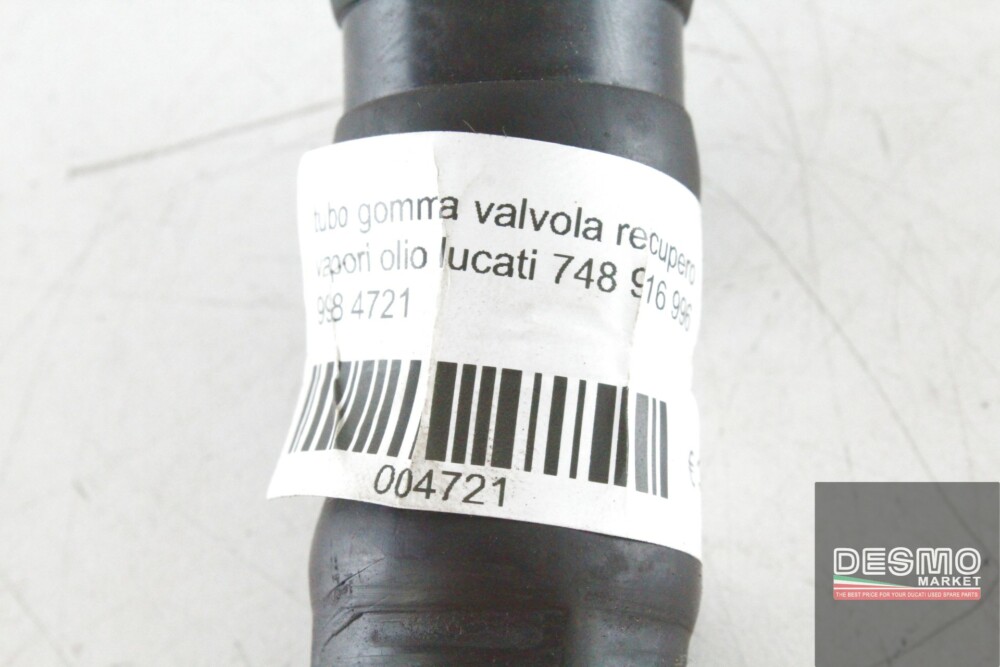 tubo gomma valvola recupero
vapori olio ducati 748 916 996
998 4721
004721
€
DESMO
MARKET
THE BEST PRICE FOR YOUR DUCATI USED SPARE PARTS